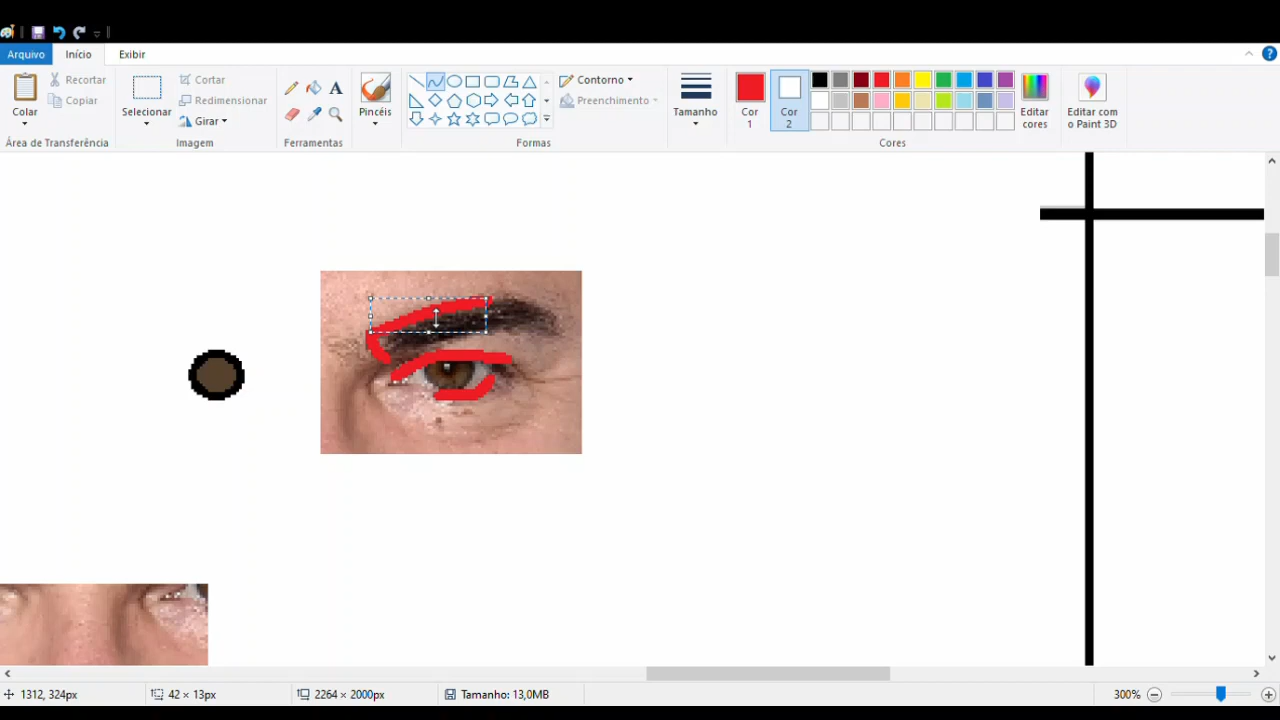 Arquivo Início Exibir
Colar
Recortar
Copiar
Área de Transferência
Selecionar
Cortar
Redimensionar
Girar
Imagem
A
Ferramentas
Pincéis
Contorno
Preenchimento
Formas
Tamanho
Cor
1
Cor
2
Editar
cores
Cores
Editar com
o Paint 3D
?
1312, 324px
42 × 13px
2264 × 2000px
Tamanho: 13,0MB
300%